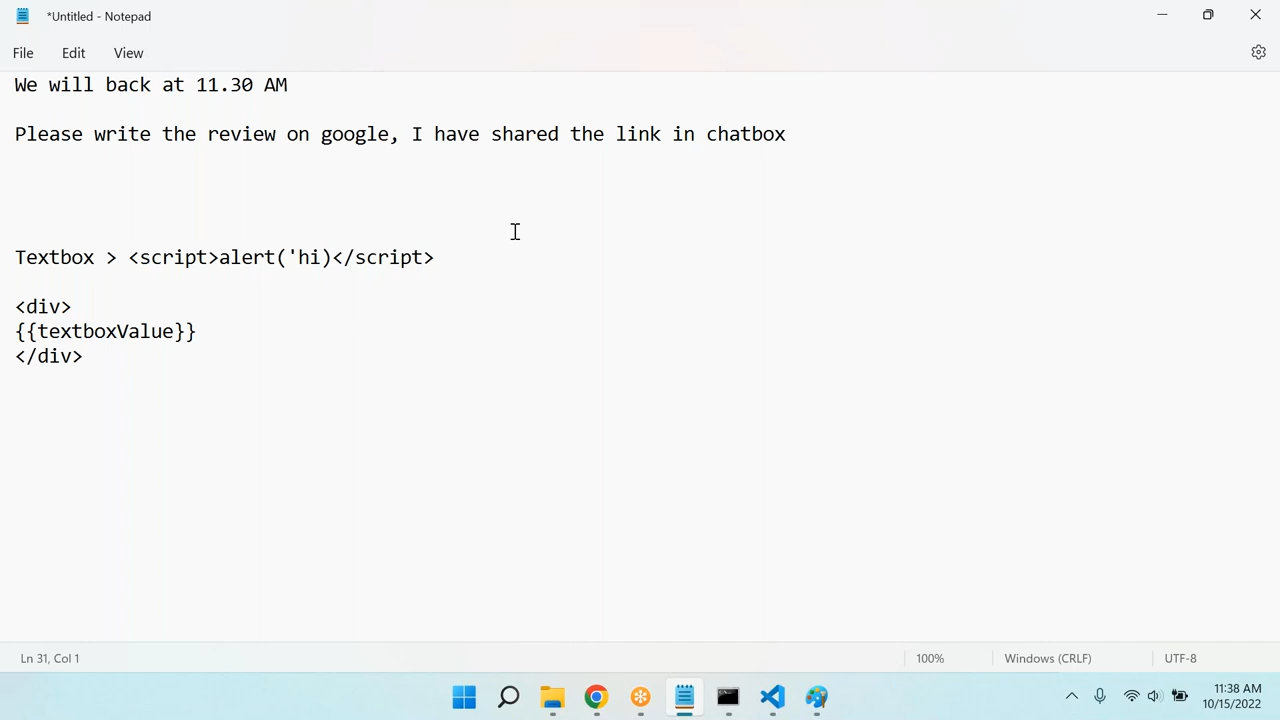 *Untitled - Notepad
File Edit View
We will back at 11.30 AM
Please write the review on google, I have shared the link in chatbox
Textbox > <script>alert('hi)</script>
<div>
{{textboxValue}}
</div>
Ln 31, Col 1 100% Windows (CRLF) UTF-8
11:38 AM
10/15/2022